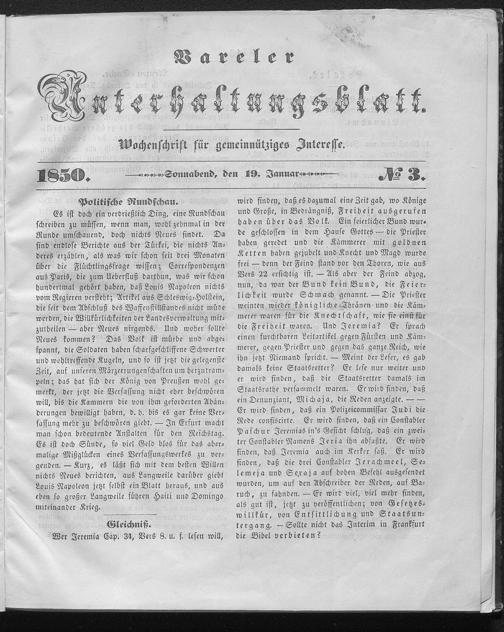 Vareler
Unterhaltungsblatt.
Wochenschrift für gemeinnütziges Interesse.
1850. Sonnabend, den 19. Januar № 3.
Politische Rundschau.
Es ist doch ein verdrießlich Ding, eine Rundschau
schreiben zu müssen, wenn man, wohl zehnmal in der
Runde umschauend, doch nichts Neues findet. Da
sind endlose Berichte aus der Türkei, die nichts An-
deres erzählen, als was wir schon seit drei Monaten
über die Flüchtlingsfrage wissen; Correspondenzen
aus Paris, die zum Ueberfluß darthun, was wir schon
hundertmal gehört haben, daß Louis Napoleon nichts
vom Regieren versteht; Artikel aus Schleswig-Holstein,
die seit dem Abschluß des Waffenstillstandes nicht müde
werden, die Willkürlichkeiten der Landesverwaltung mit-
zutheilen — aber Neues nirgends. Und woher sollte
Neues kommen? Das Volk ist mürbe und abge-
spannt, die Soldaten haben scharfgeschliffene Schwerter
und wohltreffende Kugeln, und so ist jetzt die gelegenste
Zeit, auf unseren Märzerrungenschaften um herzutram-
peln; das hat sich der König von Preußen wohl ge-
merkt, der jetzt die Verfassung nicht eher beschwören
will, bis die Kammern die von ihm geforderten Abände-
rungen bewilligt haben, d. h. bis es gar keine Ver-
fassung mehr zu beschwören giebt. — In Erfurt macht
man schon bedeutende Anstalten für den Reichstag.
Es ist doch Sünde, so viel Geld bloß für das aber-
malige Mißglücken eines Verfassungswerkes zu ver-
geuden. — Kurz, es läßt sich mit dem besten Willen
nichts Neues berichten, aus Langweile darüber giebt
Louis Napoleon jetzt selbst ein Blatt heraus, und aus
eben so großer Langweile führen Haiti und Domingo
miteinander Krieg.
Gleichniß.
Wer Jeremia Cap. 34, Vers 8 u. f. lesen will,
wird finden, daß es dazumal eine Zeit gab, wo Könige
und Große, in Bedrängniß, Freiheit ausgerufen
haben über das Volk. Ein feierlicher Bund wur-
de geschlossen in dem Hause Gottes — die Priester
haben geredet und die Kämmerer mit goldnen
Ketten haben gejubelt und Knecht und Magd wurde
frei — denn der Feind stand vor den Thoren, wie aus
Vers 22 ersichtlich ist. — Als aber der Feind abzog,
nun, da war der Bund kein Bund, die Feier-
lichkeit wurde Schmach genannt. — Die Priester
weinten wieder königliche Thränen und die Käm-
merer waren für die Knechtschaft, wie so einst für
die Freiheit waren. Und Jeremia? Er sprach
einen furchtbaren Leitartikel gegen Fürsten und Käm-
merer, gegen Priester und gegen das ganze Reich, wie
ihn jetzt Niemand spricht. — Meint der Leser, es gab
damals keine Staatsretter? Er lese nur weiter und
er wird finden, daß die Staatsretter damals im
Staatsrathe versammelt waren. Er wird finden, daß
ein Denunziant, Michaja, die Reden anzeigte. — —
Er wird finden, daß ein Polizeicommissar Judi die
Rede confiscirte. Er wird finden, daß ein Constabler
Paschur Jeremias in's Gesicht schlug, daß ein zwei-
ter Constabler Namens Jeria ihn abfaßte. Er wird
finden, daß Jeremia auch im Kerker saß. Er wird
finden, daß die drei Constabler Jerachmeel, Se-
lemeja und Seraja auf hohen Befehl ausgesendet
wurden, um auf den Abschreiber der Reden, auf Ba-
ruch, zu fahnden. — Er wird viel, viel mehr finden,
als gut ist, jetzt zu veröffentlichen; von Gesetzes-
willkür, von Entsittlichung und Staatsun-
tergang. — Sollte nicht das Interim in Frankfurt
die Bibel verbieten?